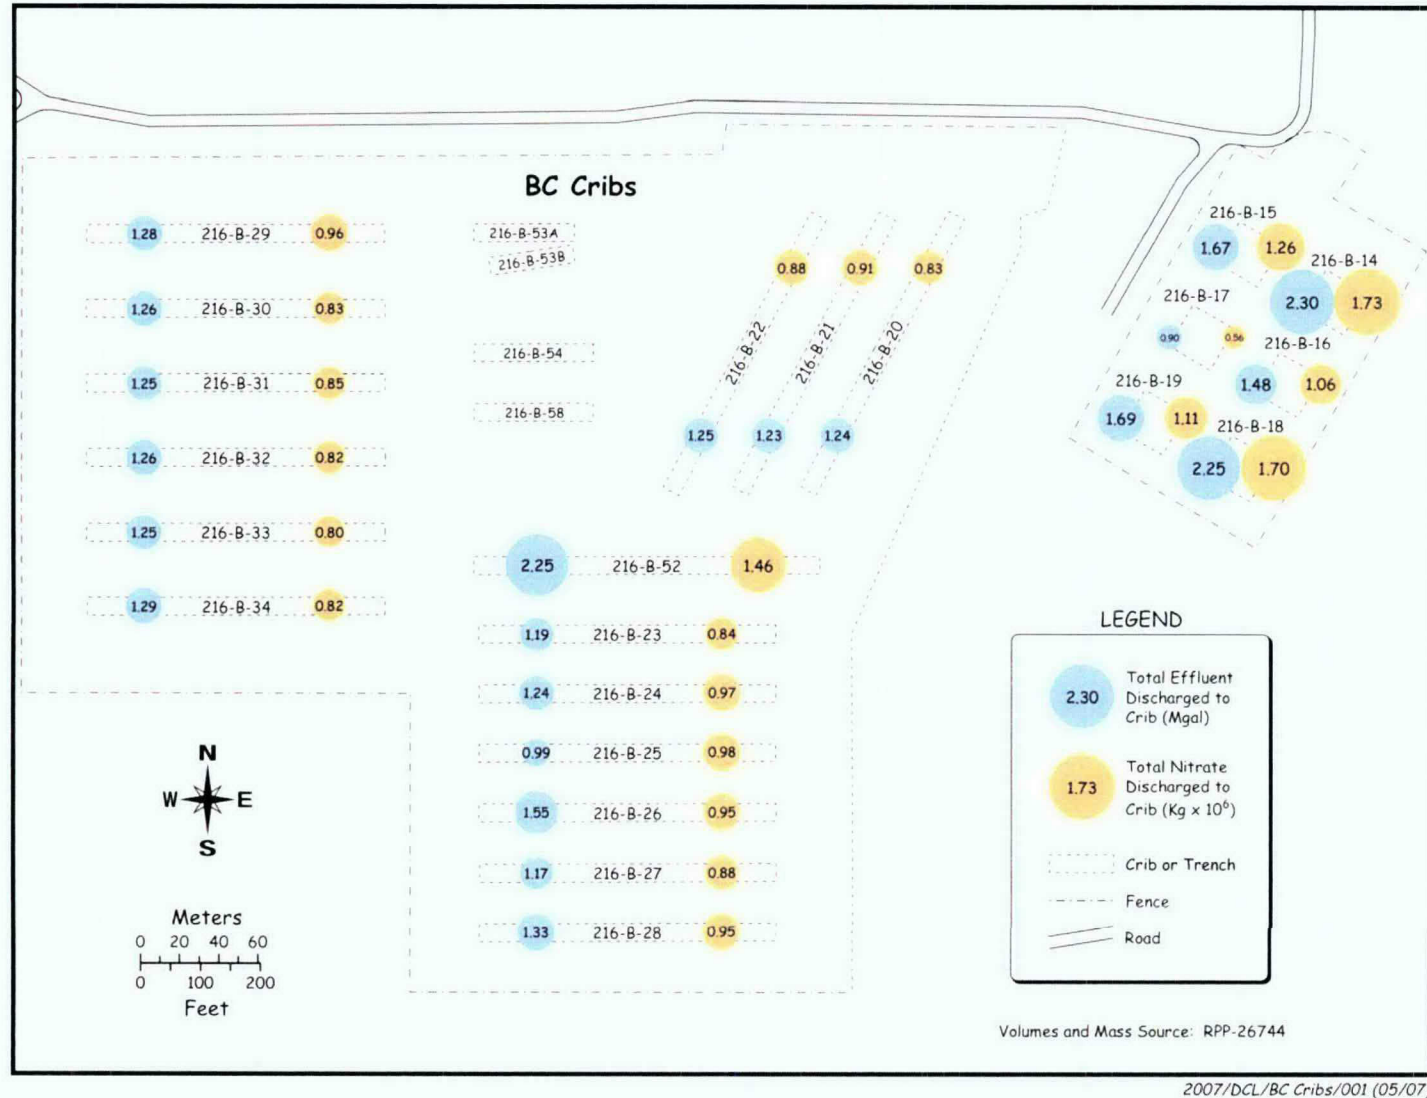 BC Cribs
1.28 216-B-29 0.96
1.26 216-B-30 0.83
1.25 216-B-31 0.85
1.26 216-B-32 0.82
1.25 216-B-33 0.80
1.29 216-B-34 0.82
216-B-53A
216-B-53B
216-B-54
216-B-58
0.88 0.91 0.83
216-B-22 216-B-21 216-B-20
1.25 1.23 1.24
216-B-15
1.67 1.26
216-B-14
2.30 1.73
216-B-17
0.90 0.56
216-B-16
1.48 1.06
216-B-19
1.69 1.11
216-B-18
2.25 1.70
2.25 216-B-52 1.46
1.19 216-B-23 0.84
1.24 216-B-24 0.97
0.99 216-B-25 0.98
1.55 216-B-26 0.95
1.17 216-B-27 0.88
1.33 216-B-28 0.95
N
W E
S
Meters
0 20 40 60
0 100 200
Feet
LEGEND
2.30
Total Effluent
Discharged to
Crib (Mgal)
1.73
Total Nitrate
Discharged to
Crib (Kg x 10⁶)
Crib or Trench
Fence
Road
Volumes and Mass Source: RPP-26744
2007/DCL/BC Cribs/001 (05/07